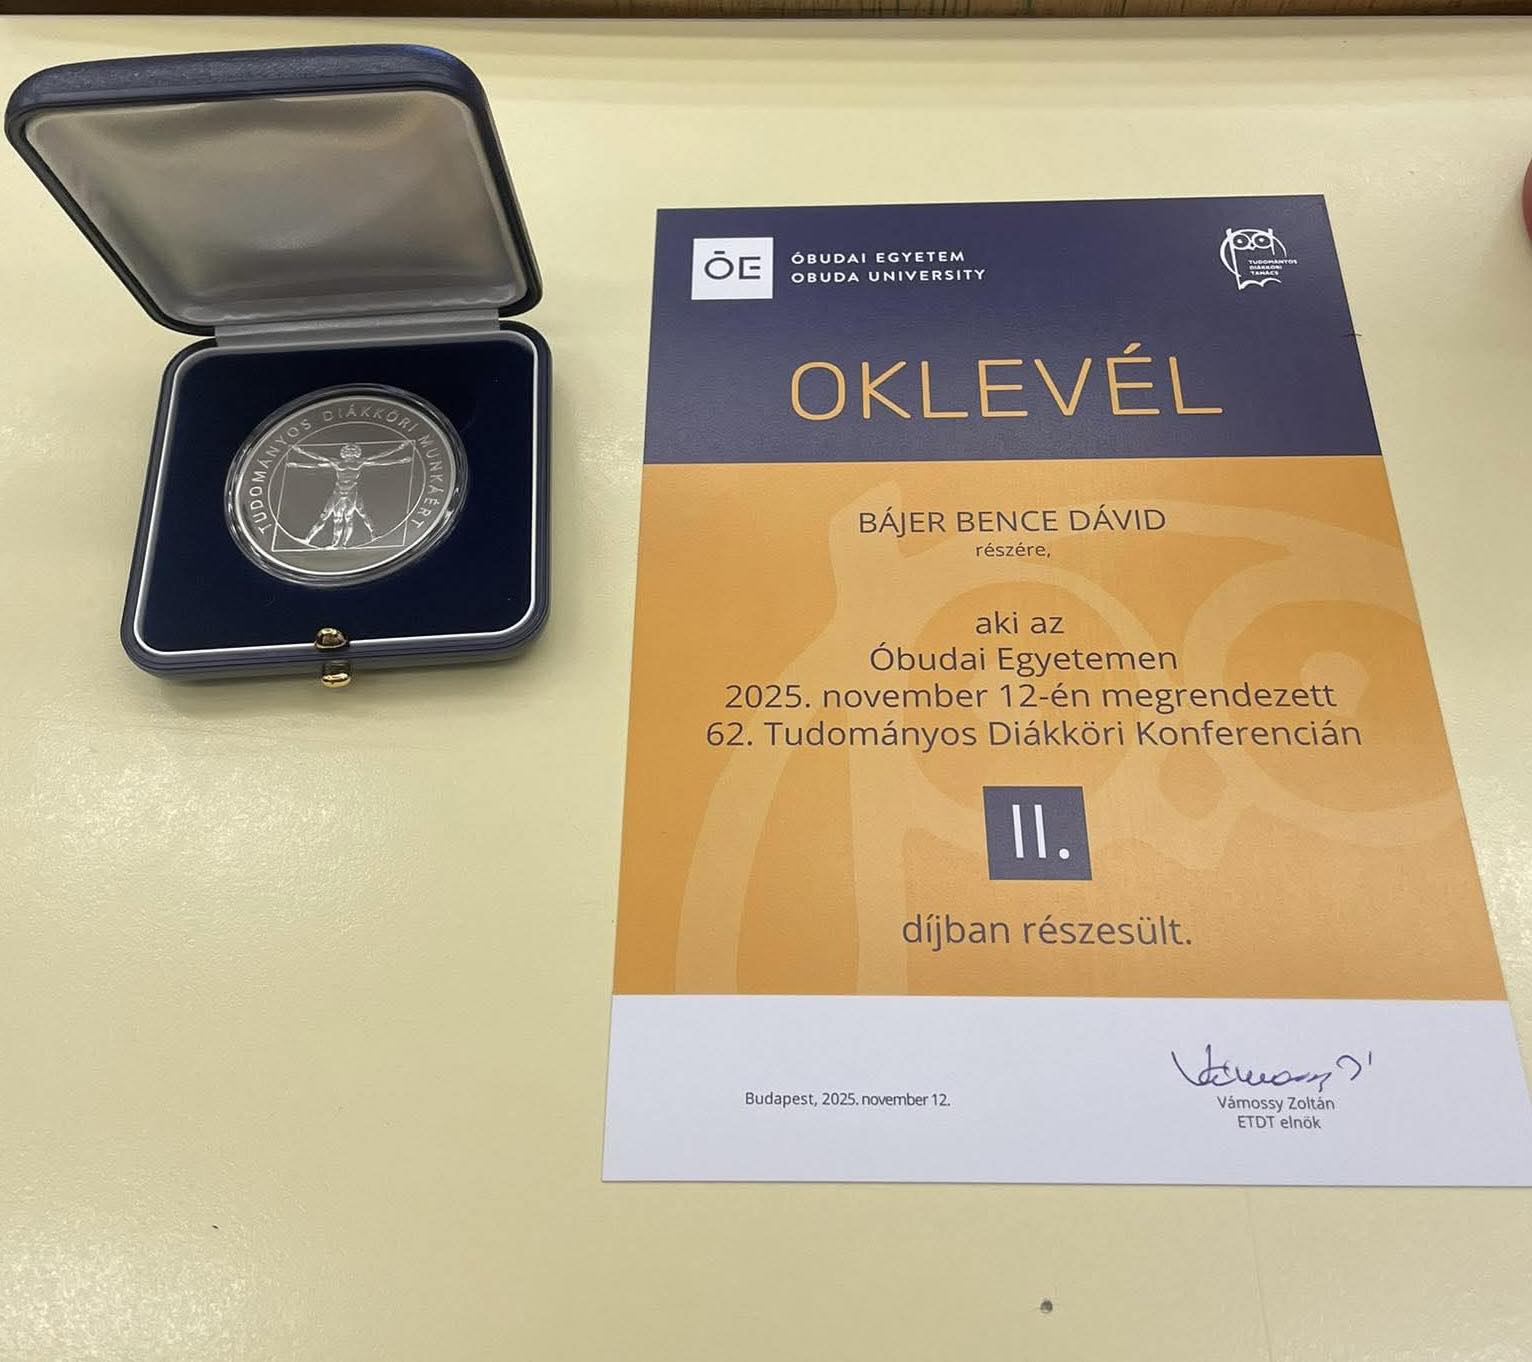 TUDOMÁNYOS DIÁKKÖRI MUNKÁÉRT
ŌE
ÓBUDAI EGYETEM
ÓBUDA UNIVERSITY
TUDOMÁNYOS
DIÁKKÖRI
TANÁCS
OKLEVÉL
BÁJER BENCE DÁVID
részére,
aki az
Óbudai Egyetemen
2025. november 12-én megrendezett
62. Tudományos Diákköri Konferencián
II.
díjban részesült.
Budapest, 2025. november 12.
Vámossy Z
Vámossy Zoltán
ETDT elnök